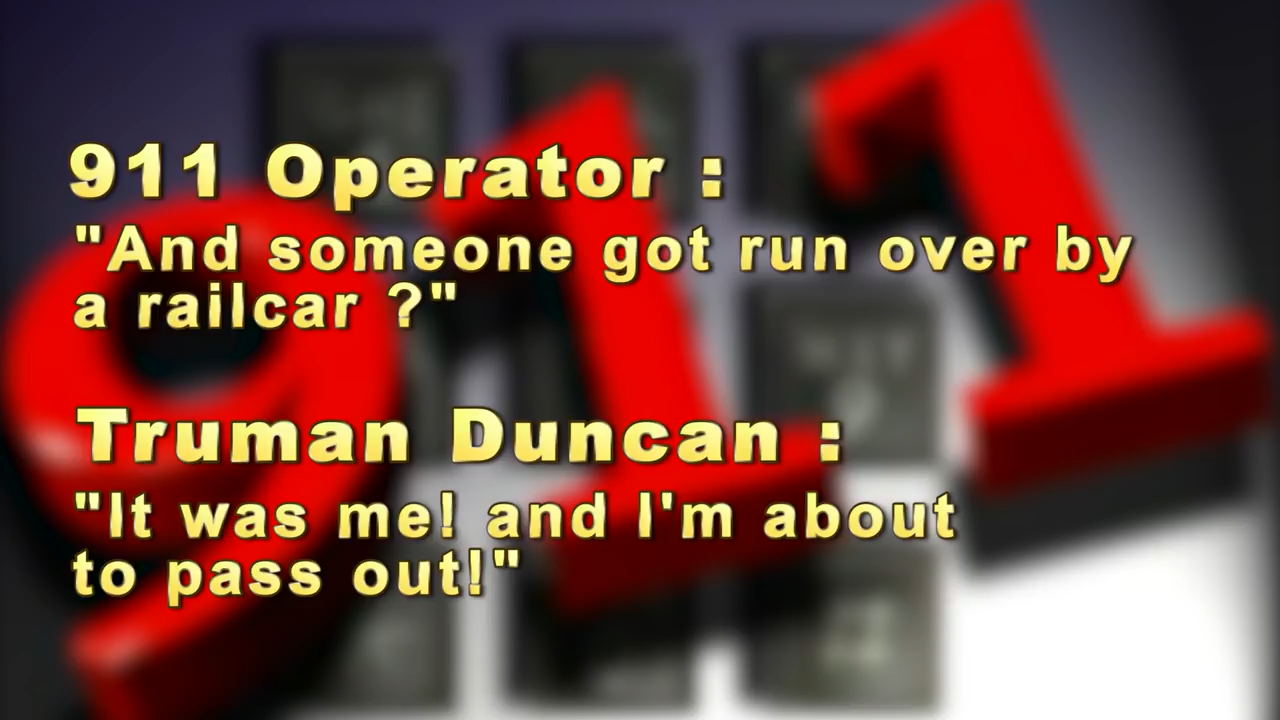 911 Operator :
"And someone got run over by
a railcar ?"
Truman Duncan :
"It was me! and I'm about
to pass out!"